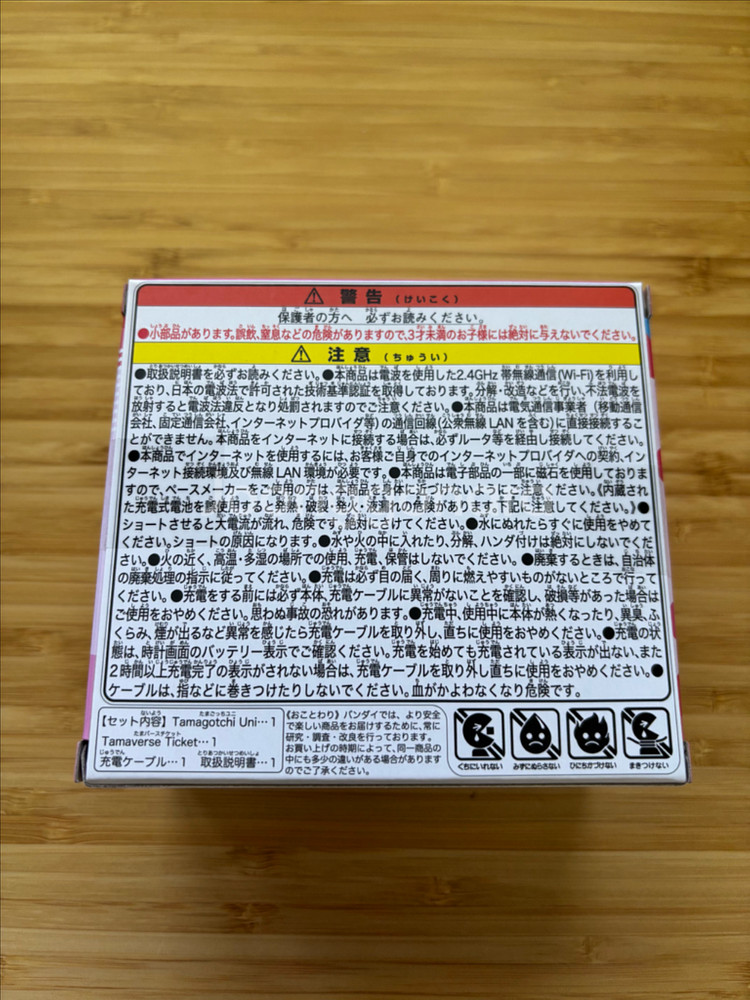 ⚠ 警告（けいこく）
保護者の方へ 必ずお読みください。
●小部品があります。誤飲、窒息などの危険がありますので、3才未満のお子様には絶対に与えないでください。
⚠ 注意（ちゅうい）
●取扱説明書を必ずお読みください。●本商品は電波を使用した2.4GHz 帯無線通信(Wi-Fi)を利用し
ており、日本の電波法で許可された技術基準認証を取得しております。分解・改造などを行い、不法電波を
放射すると電波法違反となり処罰されますのでご注意ください。●本商品は電気通信事業者（移動通信
会社、固定通信会社、インターネットプロバイダ等）の通信回線(公衆無線 LAN を含む)に直接接続するこ
とができません。本商品をインターネットに接続する場合は、必ずルータ等を経由し接続してください。
●本商品でインターネットを使用するには、お客様ご自身でのインターネットプロバイダへの契約、イン
ターネット接続環境及び無線 LAN 環境が必要です。●本商品は電子部品の一部に磁石を使用しておりま
すので、ペースメーカーをご使用の方は、本商品を身体に近づけないようにご注意ください。《内蔵され
た充電式電池を誤使用すると発熱・破裂・発火・液漏れの危険があります。下記に注意してください。》●
ショートさせると大電流が流れ、危険です。絶対にさけてください。●水にぬれたらすぐに使用をやめて
ください。ショートの原因になります。●水や火の中に入れたり、分解、ハンダ付けは絶対にしないでくだ
さい。●火の近く、高温・多湿の場所での使用、充電、保管はしないでください。●廃棄するときは、自治体
の廃棄処理の指示に従ってください。●充電は必ず目の届く、周りに燃えやすいものがないところで行って
ください。●充電をする前には必ず本体、充電ケーブルに異常がないことを確認し、破損等があった場合は
ご使用をおやめください。思わぬ事故の恐れがあります。●充電中、使用中に本体が熱くなったり、異臭、ふ
くらみ、煙が出るなど異常を感じたら充電ケーブルを取り外し、直ちに使用をおやめください。●充電の状
態は、時計画面のバッテリー表示でご確認ください。充電を始めても充電されている表示が出ない、また
2時間以上充電完了の表示がされない場合は、充電ケーブルを取り外し直ちに使用をおやめください。●
ケーブルは、指などに巻きつけたりしないでください。血がかよわなくなり危険です。
【セット内容】Tamagotchi Uni…1
Tamaverse Ticket…1
充電ケーブル…1 取扱説明書…1
《おことわり》バンダイでは、より安全
で楽しい商品をお届けするために、常に
研究・調査・改良を行っております。
お買い上げの時期によって、同一商品の
中にも多少の違いがある場合があります
のでご了承ください。
くちにいれない みずにぬらさない ひにちかづけない まきつけない